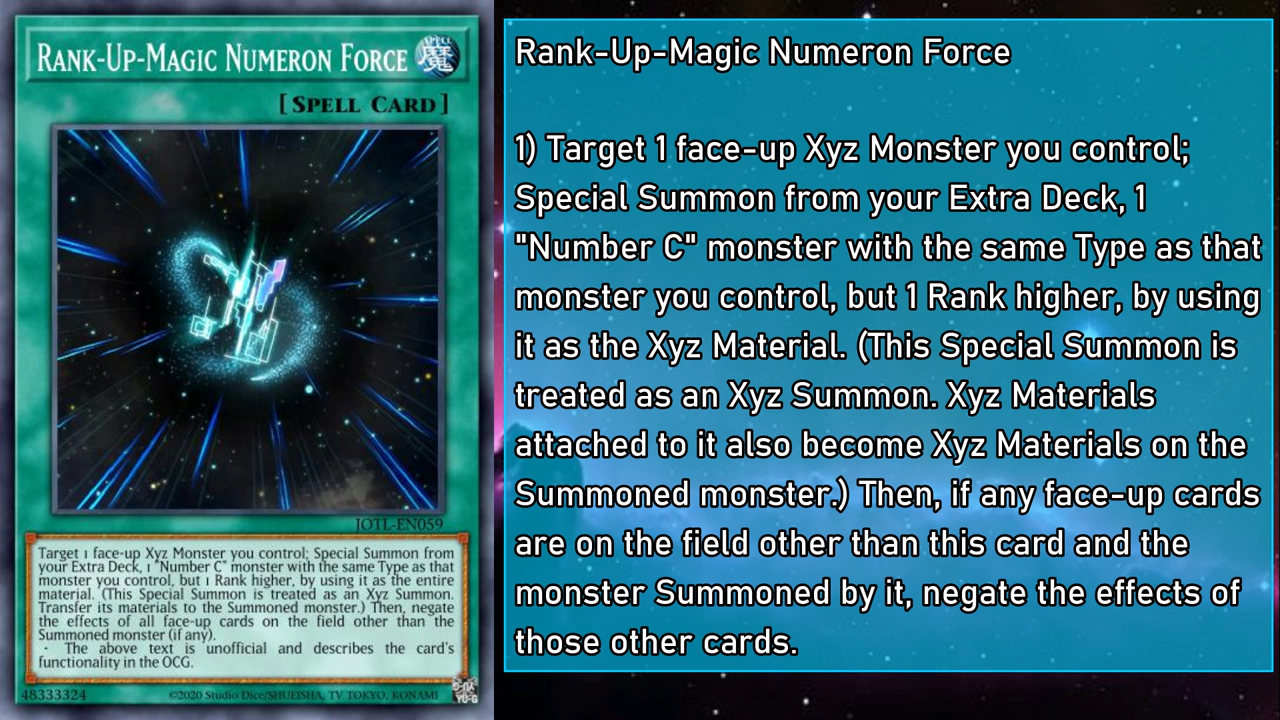 RANK-UP-MAGIC NUMERON FORCE
SPELL
魔
[SPELL CARD]
JOTL-EN059
Target 1 face-up Xyz Monster you control; Special Summon from
your Extra Deck, 1 "Number C" monster with the same Type as that
monster you control, but 1 Rank higher, by using it as the entire
material. (This Special Summon is treated as an Xyz Summon.
Transfer its materials to the Summoned monster.) Then, negate
the effects of all face-up cards on the field other than the
Summoned monster (if any).
· The above text is unofficial and describes the card's
functionality in the OCG.
48333324
©2020 Studio Dice/SHUEISHA, TV TOKYO, KONAMI
Rank-Up-Magic Numeron Force
1) Target 1 face-up Xyz Monster you control;
Special Summon from your Extra Deck, 1
"Number C" monster with the same Type as that
monster you control, but 1 Rank higher, by using
it as the Xyz Material. (This Special Summon is
treated as an Xyz Summon. Xyz Materials
attached to it also become Xyz Materials on the
Summoned monster.) Then, if any face-up cards
are on the field other than this card and the
monster Summoned by it, negate the effects of
those other cards.